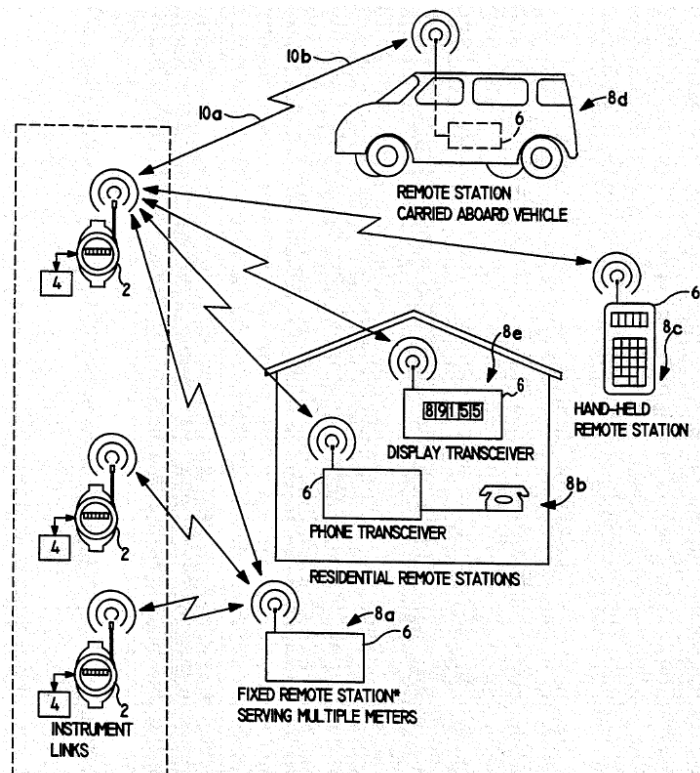 10b
10a
6
8d
REMOTE STATION
CARRIED ABOARD VEHICLE
4
2
6
8c
HAND-HELD
REMOTE STATION
8e
6
89155
DISPLAY TRANSCEIVER
6
8b
PHONE TRANSCEIVER
RESIDENTIAL REMOTE STATIONS
4
2
8a
6
FIXED REMOTE STATION*
SERVING MULTIPLE METERS
4
2
INSTRUMENT
LINKS